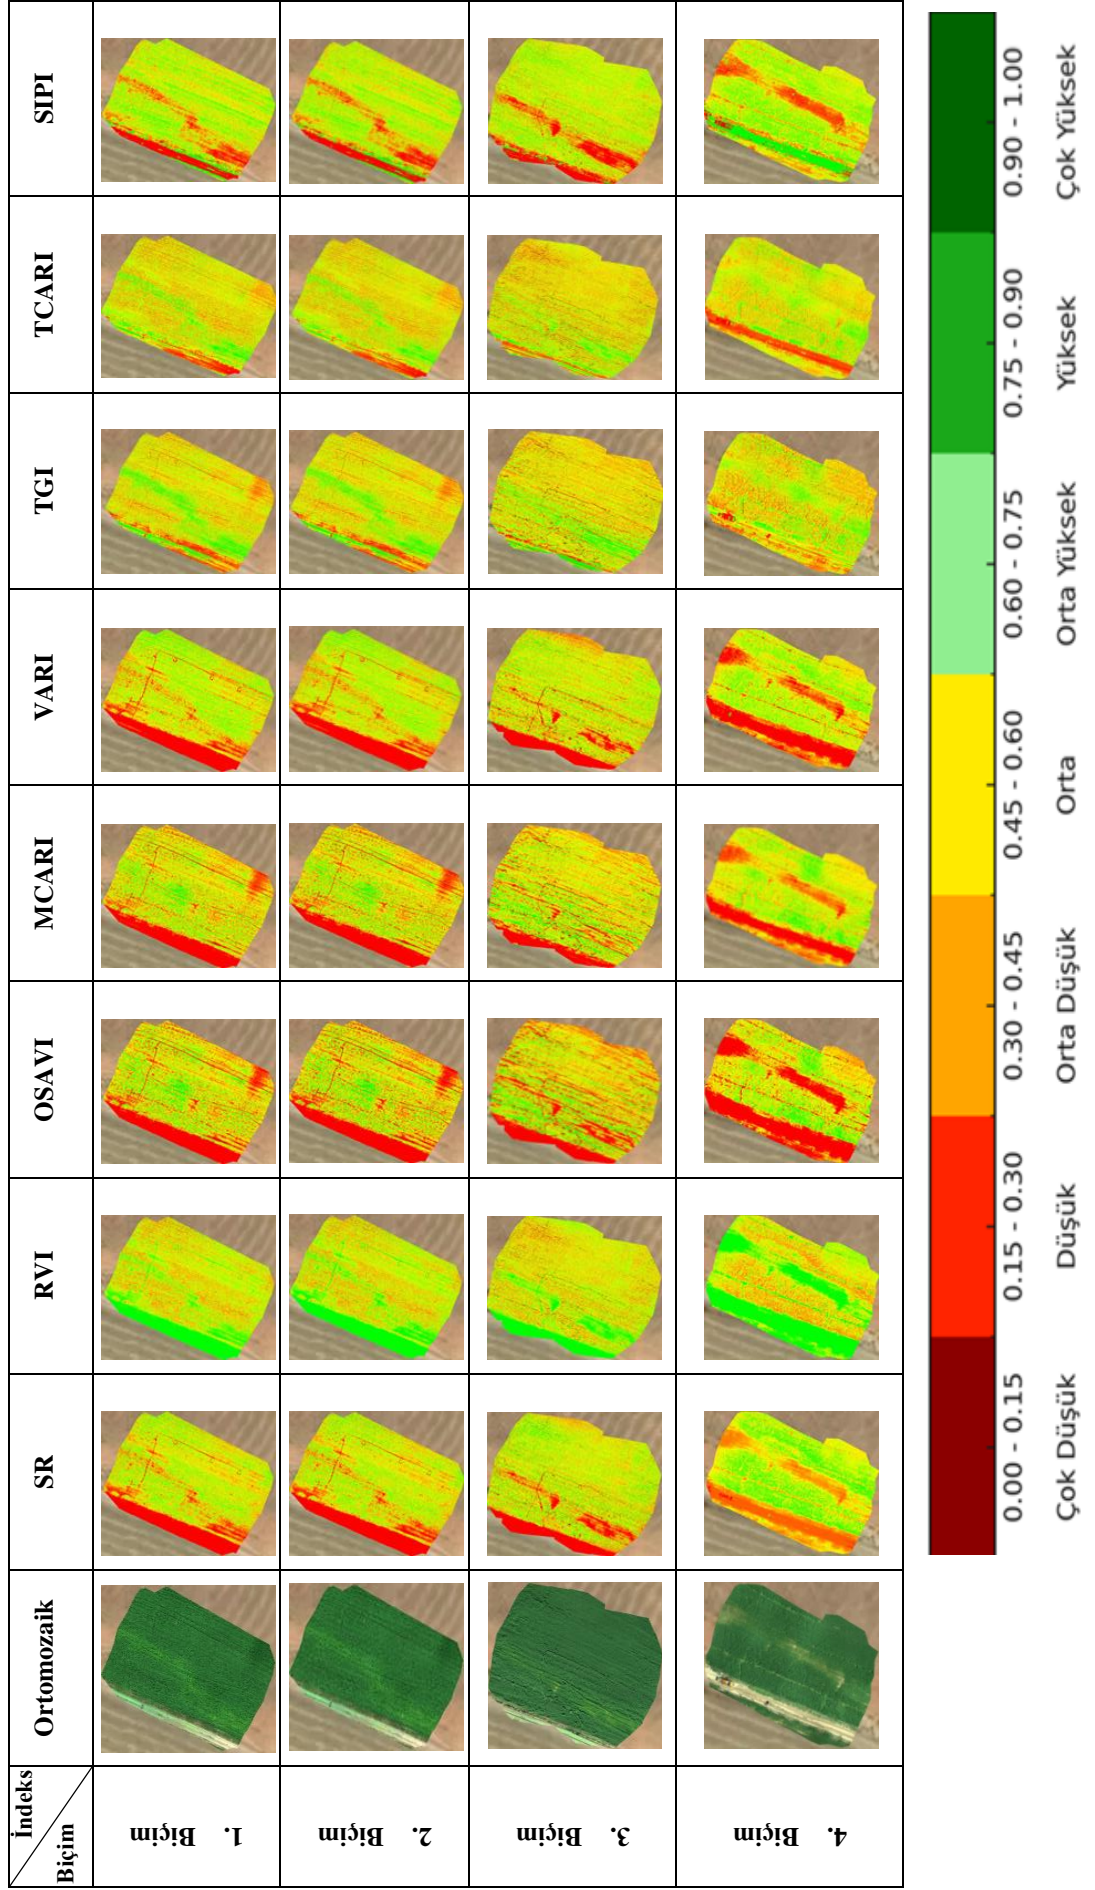 İndeks
Biçim
Ortomozaik
SR
RVI
OSAVI
MCARI
VARI
TGI
TCARI
SIPI
1. Biçim
2. Biçim
3. Biçim
4. Biçim
0.00 - 0.15
0.15 - 0.30
0.30 - 0.45
0.45 - 0.60
0.60 - 0.75
0.75 - 0.90
0.90 - 1.00
Çok Düşük
Düşük
Orta Düşük
Orta
Orta Yüksek
Yüksek
Çok Yüksek